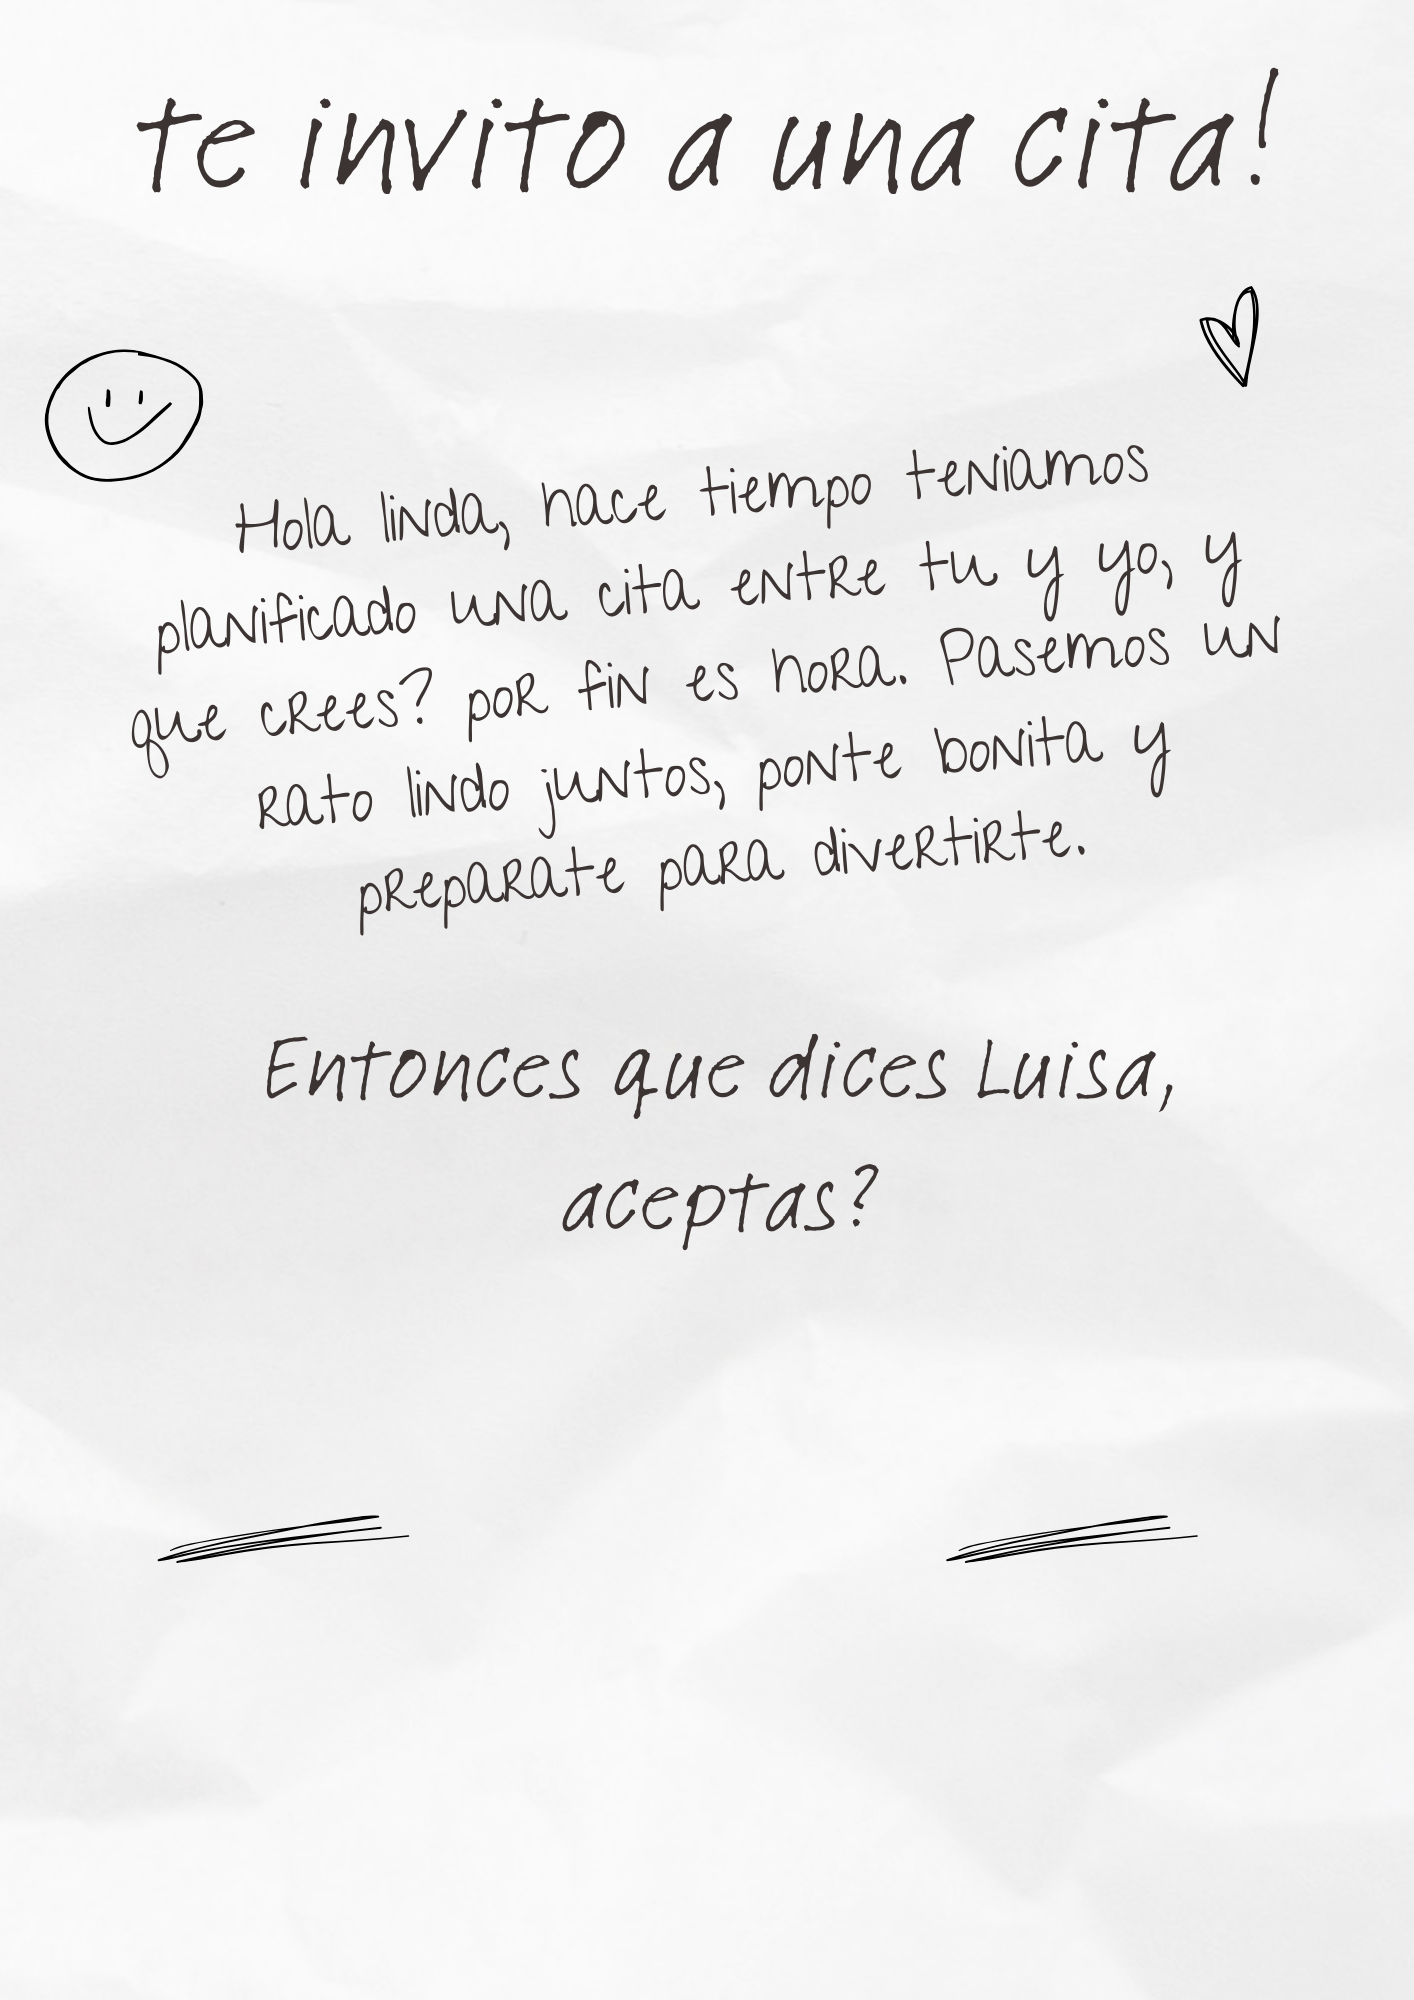 te invito a una cita!
Hola linda, hace tiempo teniamos
planificado una cita entre tu y yo, y
que crees? por fin es hora. Pasemos un
rato lindo juntos, ponte bonita y
preparate para divertirte.
Entonces que dices Luisa,
aceptas?